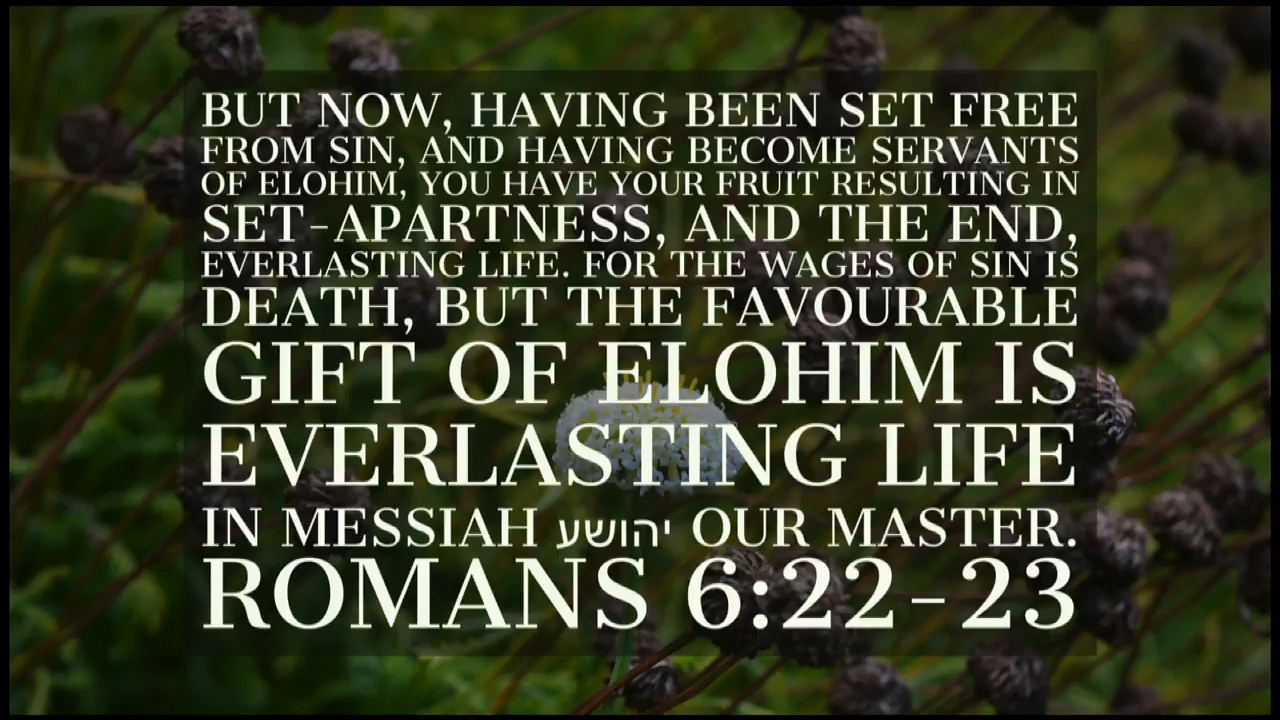 BUT NOW, HAVING BEEN SET FREE
FROM SIN, AND HAVING BECOME SERVANTS
OF ELOHIM, YOU HAVE YOUR FRUIT RESULTING IN
SET-APARTNESS, AND THE END,
EVERLASTING LIFE. FOR THE WAGES OF SIN IS
DEATH, BUT THE FAVOURABLE
GIFT OF ELOHIM IS
EVERLASTING LIFE
IN MESSIAH יהושע OUR MASTER.
ROMANS 6:22-23